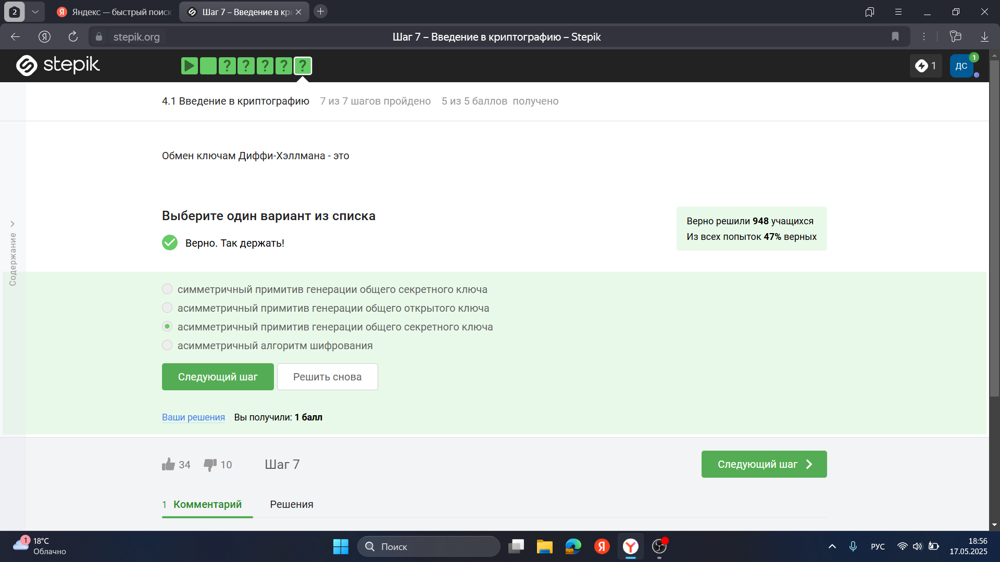 2
Яндекс — быстрый поиск
Шаг 7 – Введение в кр
stepik.org
Шаг 7 – Введение в криптографию – Stepik
stepik
? ? ? ? ?
1
ДС
1
4.1 Введение в криптографию 7 из 7 шагов пройдено 5 из 5 баллов получено
Содержание
Обмен ключам Диффи-Хэллмана - это
Выберите один вариант из списка
Верно. Так держать!
Верно решили 948 учащихся
Из всех попыток 47% верных
симметричный примитив генерации общего секретного ключа
асимметричный примитив генерации общего открытого ключа
асимметричный примитив генерации общего секретного ключа
асимметричный алгоритм шифрования
Следующий шаг
Решить снова
Ваши решения Вы получили: 1 балл
34 10 Шаг 7
Следующий шаг
1 Комментарий
Решения
1
18°C
Облачно
Поиск
РУС
18:56
17.05.2025